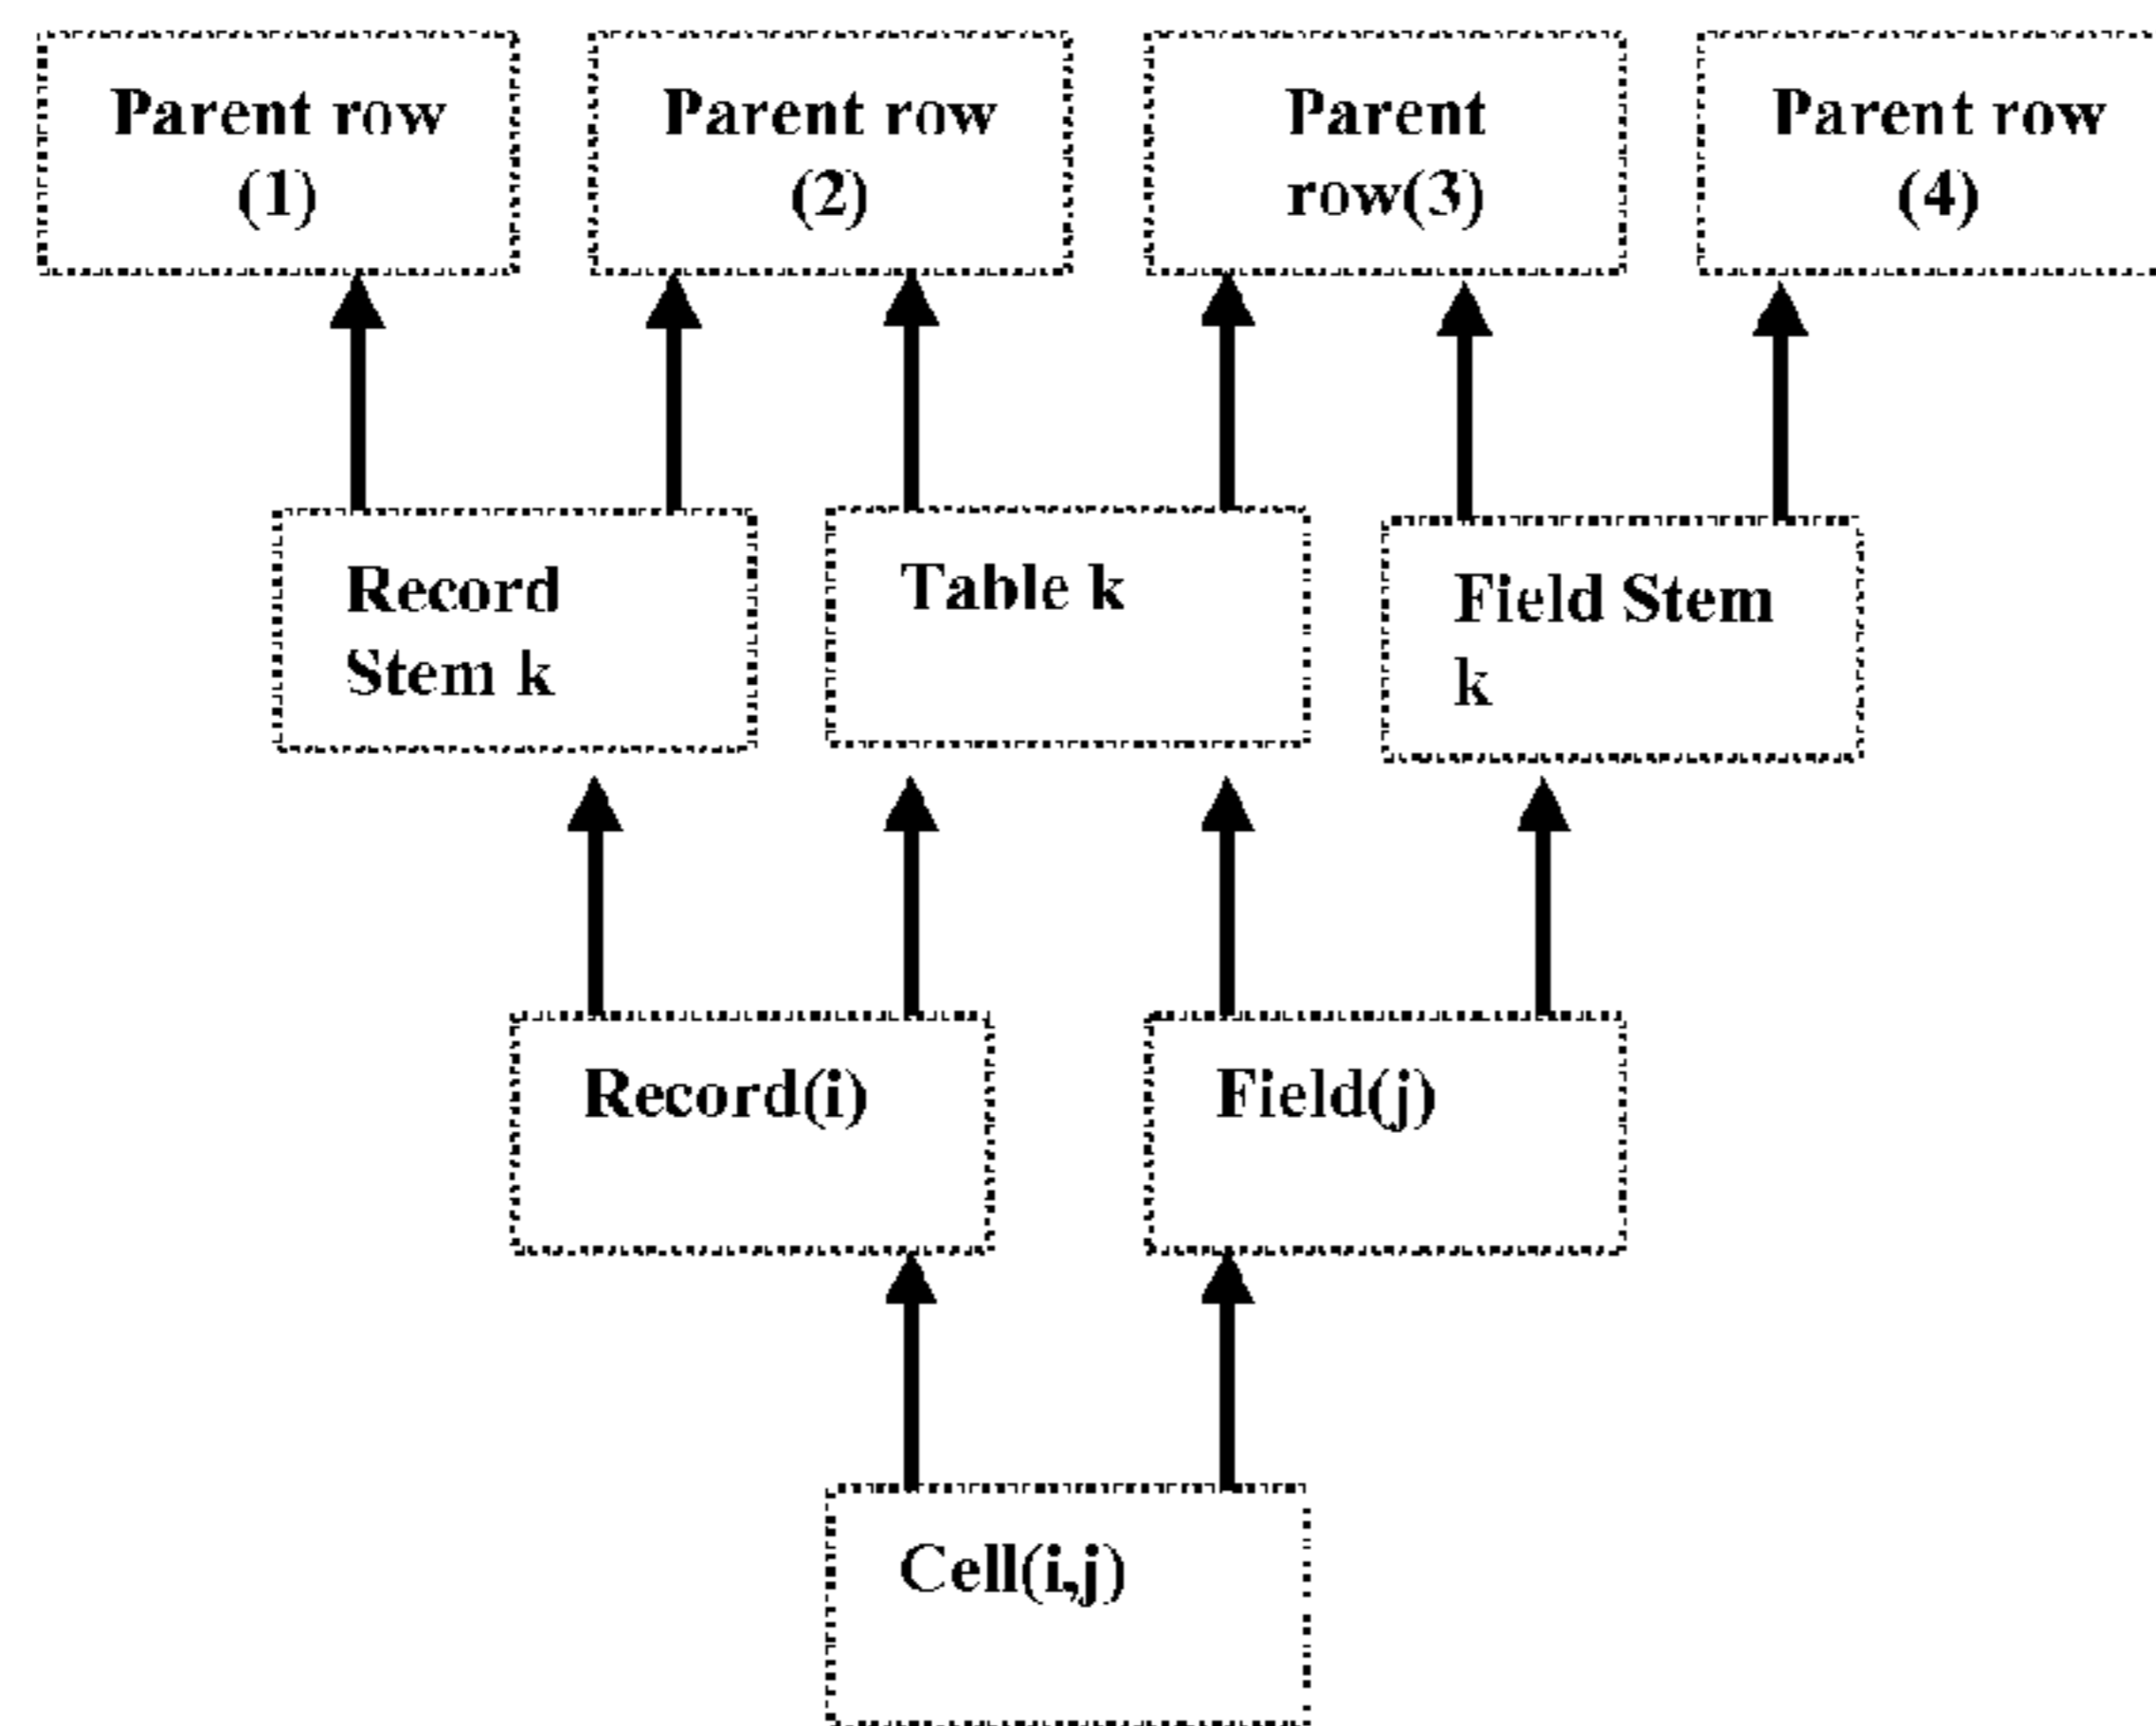 Parent row
(1)
Parent row
(2)
Parent
row(3)
Parent row
(4)
Record
Stem k
Table k
Field Stem
k
Record(i)
Field(j)
Cell(i,j)